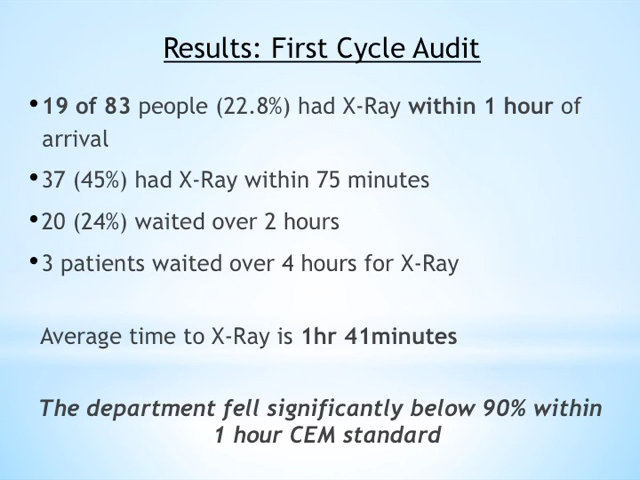 Results: First Cycle Audit
•19 of 83 people (22.8%) had X-Ray within 1 hour of
arrival
•37 (45%) had X-Ray within 75 minutes
•20 (24%) waited over 2 hours
•3 patients waited over 4 hours for X-Ray
Average time to X-Ray is 1hr 41minutes
The department fell significantly below 90% within
1 hour CEM standard